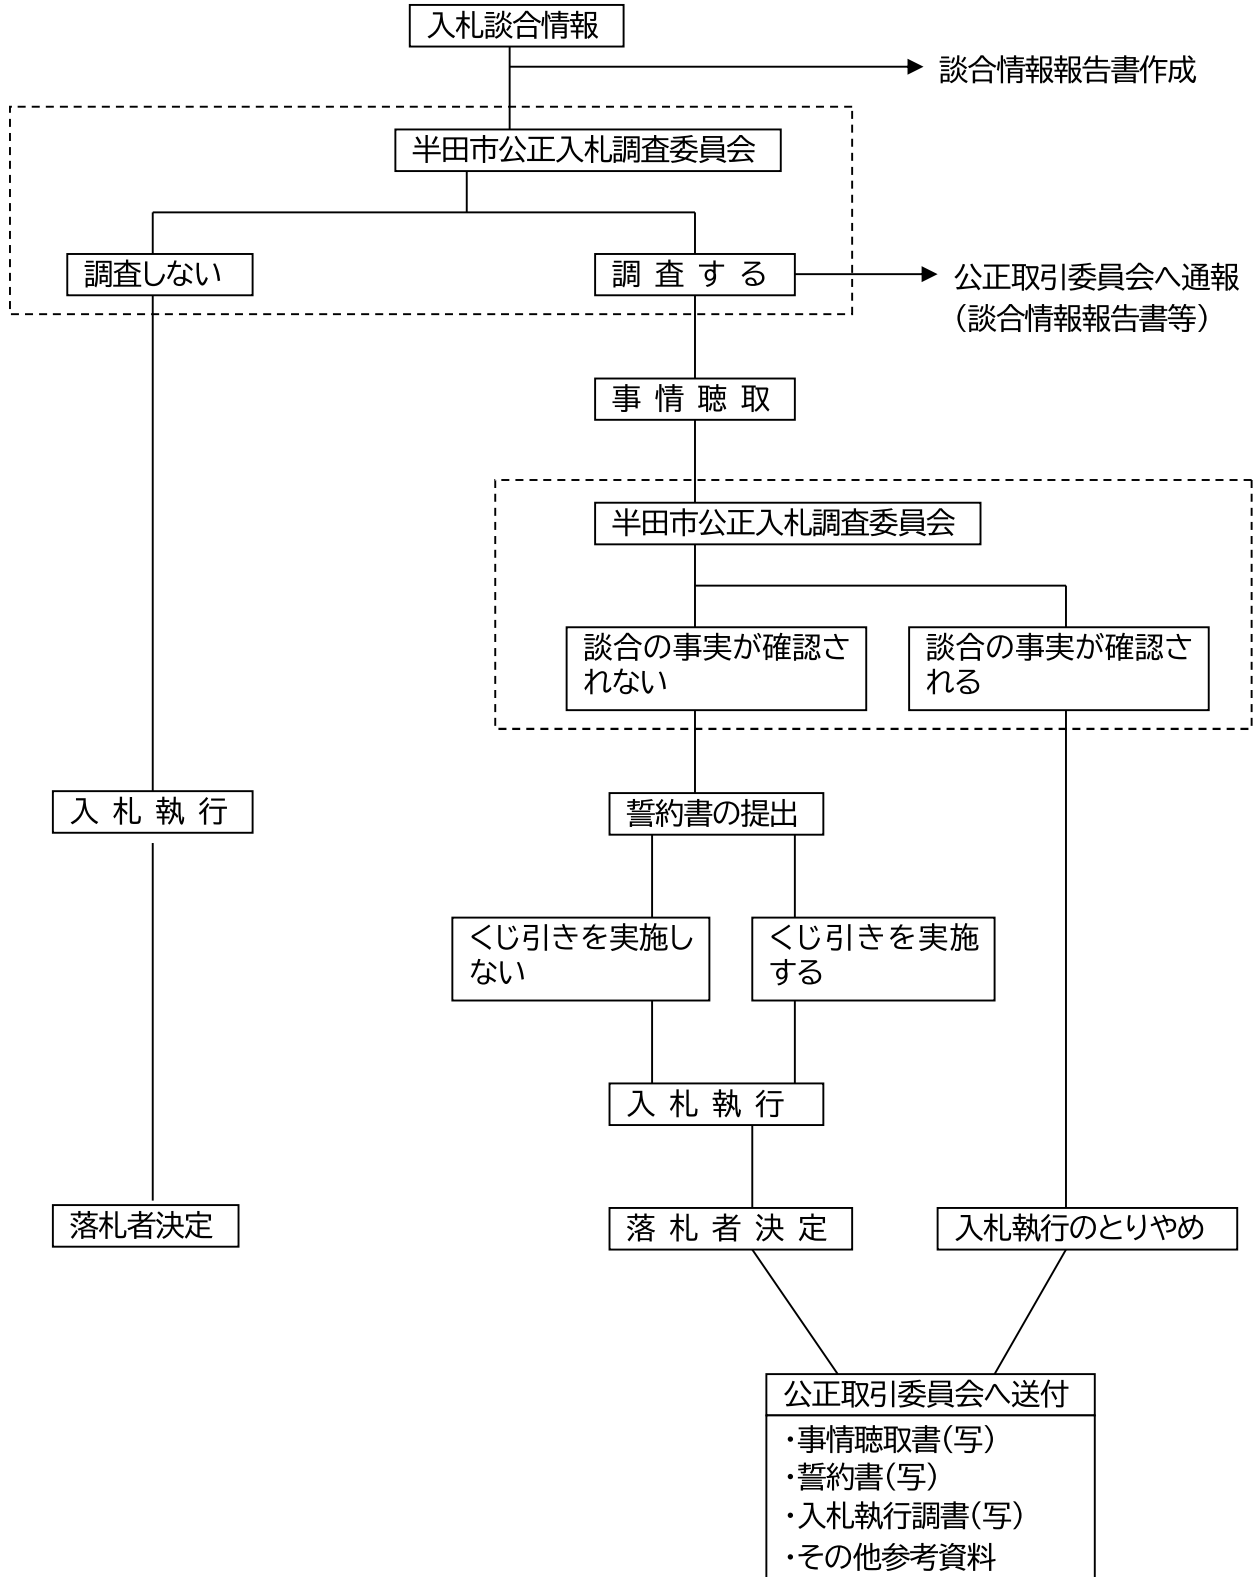 入札談合情報
談合情報報告書作成
半田市公正入札調査委員会
調査しない
調 査 す る
公正取引委員会へ通報
（談合情報報告書等）
事 情 聴 取
半田市公正入札調査委員会
談合の事実が確認さ
れない
談合の事実が確認さ
れる
入 札 執 行
誓約書の提出
くじ引きを実施し
ない
くじ引きを実施
する
入 札 執 行
落札者決定
落 札 者 決 定
入札執行のとりやめ
公正取引委員会へ送付
・事情聴取書（写）
・誓約書（写）
・入札執行調書（写）
・その他参考資料